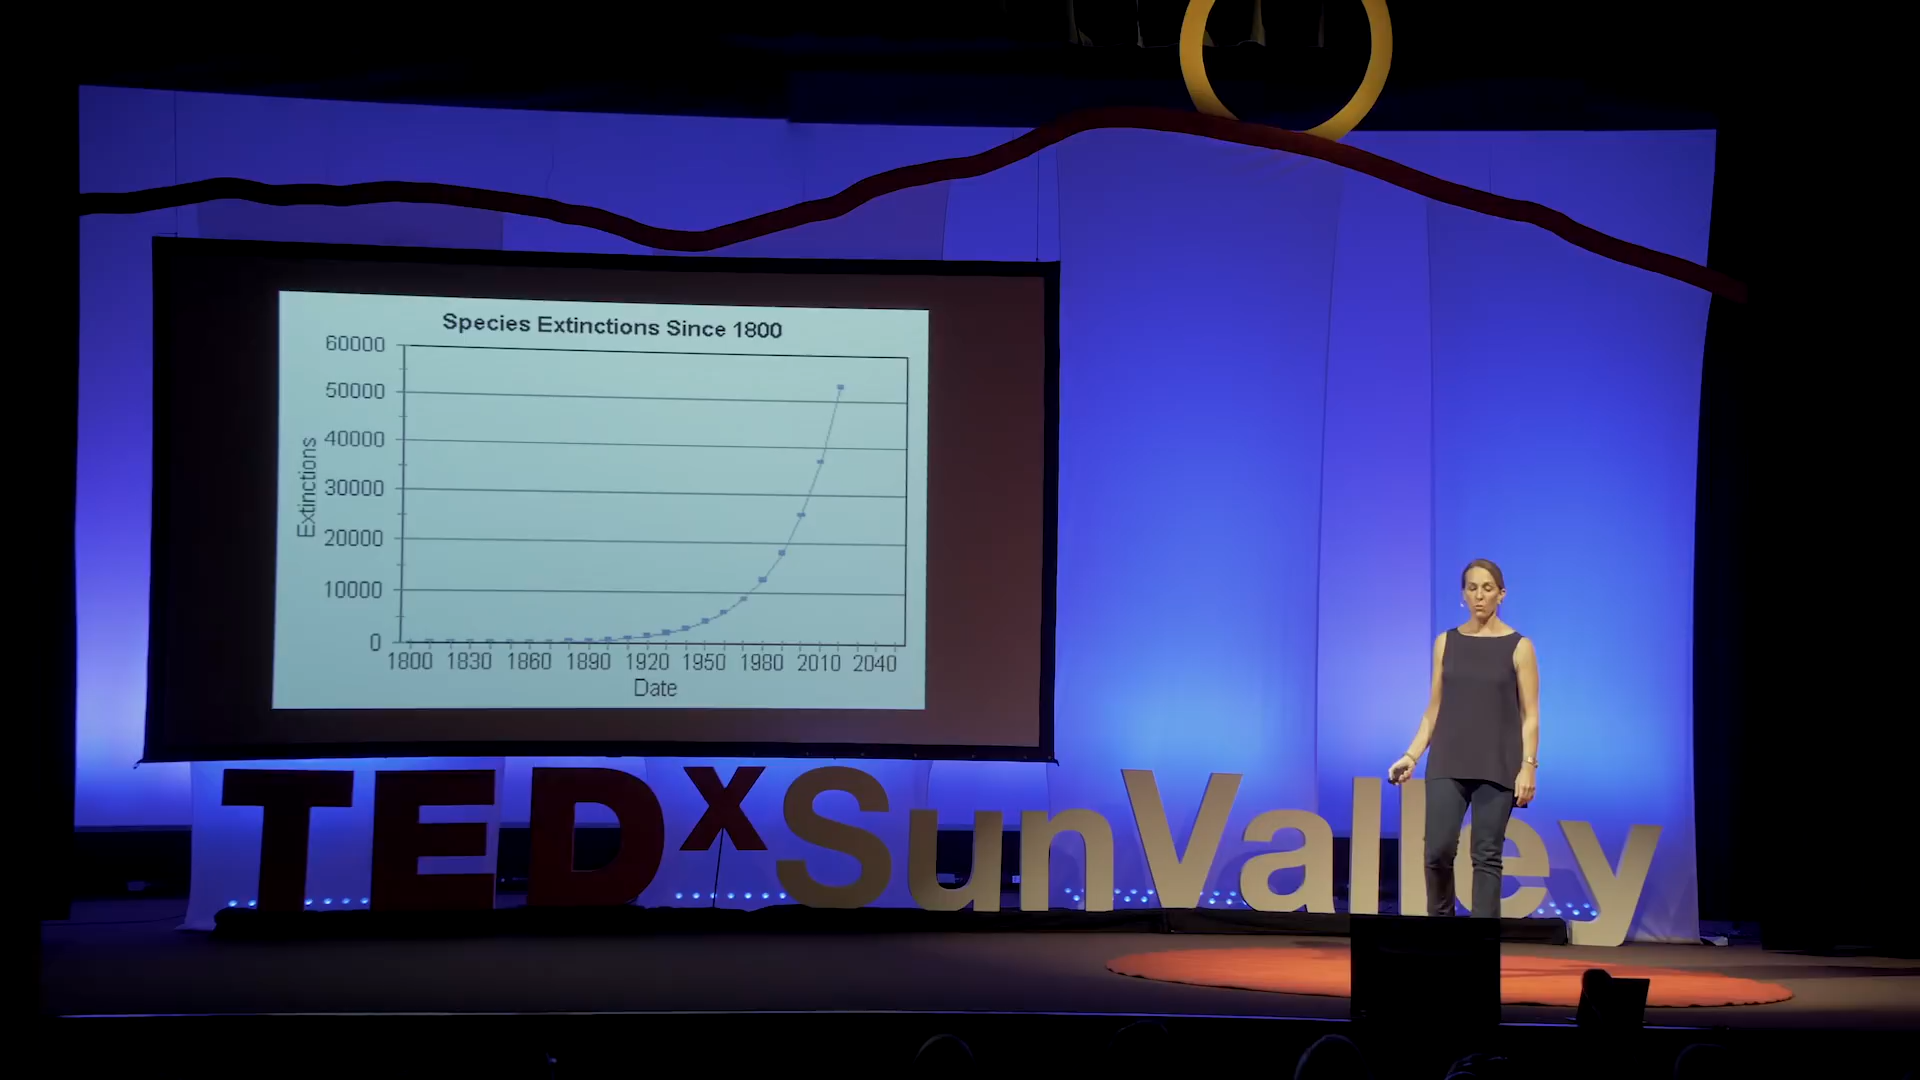 Species Extinctions Since 1800
60000
50000
40000
30000
20000
10000
0
Extinctions
1800 1830 1860 1890 1920 1950 1980 2010 2040
Date
TEDxSunValley